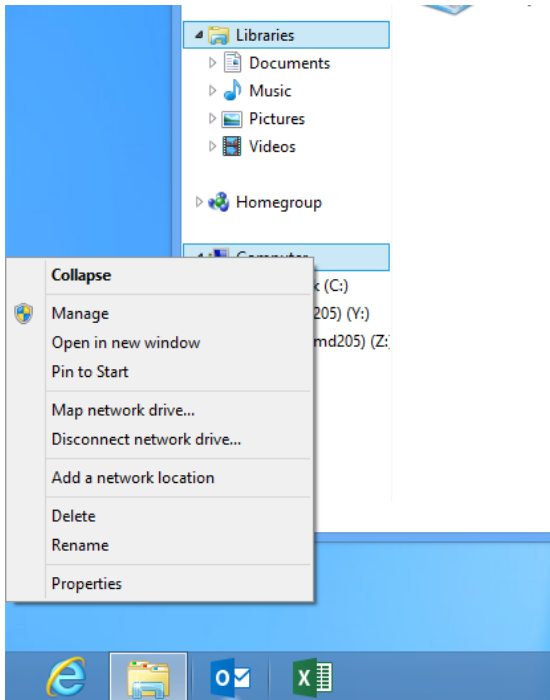 Libraries
Documents
Music
Pictures
Videos
Homegroup
Computer
(C:)
205) (Y:)
md205) (Z:
Collapse
Manage
Open in new window
Pin to Start
Map network drive...
Disconnect network drive...
Add a network location
Delete
Rename
Properties